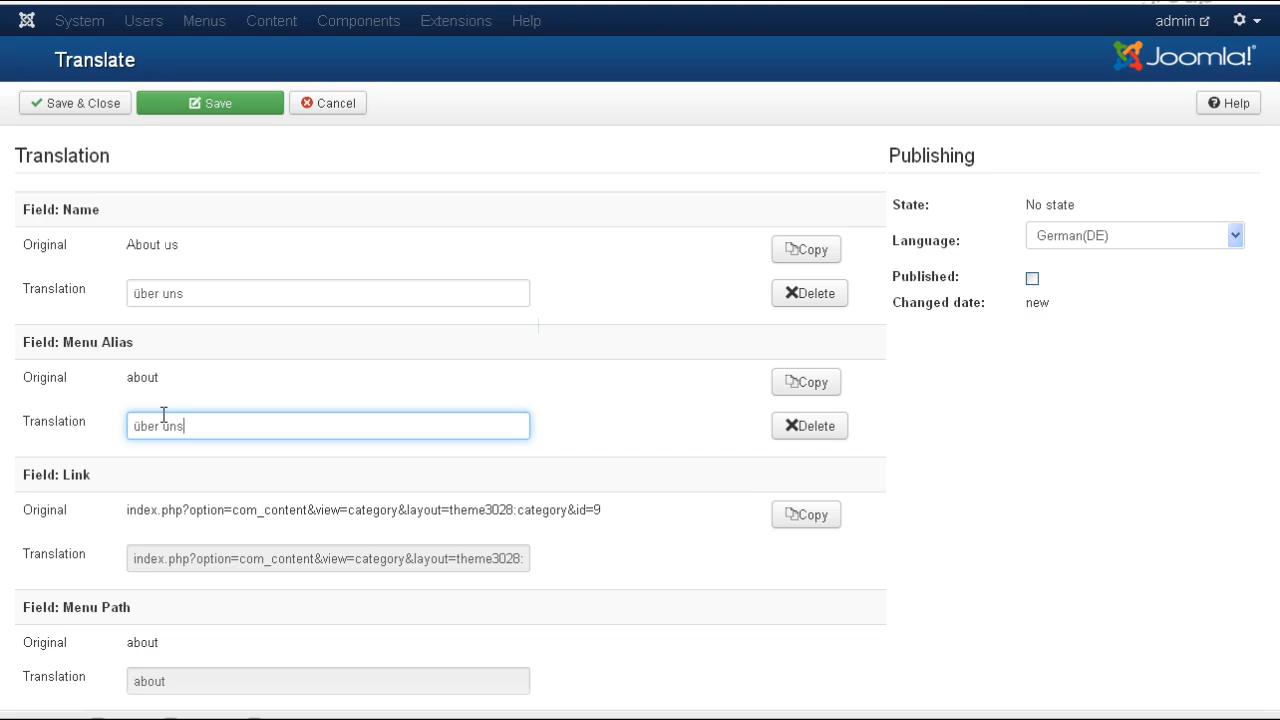 System Users Menus Content Components Extensions Help admin
Translate Joomla!®
Save & Close Save Cancel Help
Translation Publishing
Field: Name
State: No state
Original About us Copy
Language: German(DE)
Translation über uns Delete
Published:
Changed date: new
Field: Menu Alias
Original about Copy
Translation über uns Delete
Field: Link
Original index.php?option=com_content&view=category&layout=theme3028:category&id=9 Copy
Translation index.php?option=com_content&view=category&layout=theme3028:
Field: Menu Path
Original about
Translation about